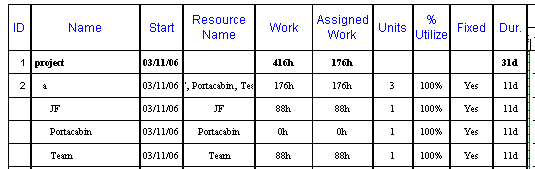 ID Name Start Resource Name Work Assigned Work Units % Utilize Fixed Dur.
1 project 03/11/06 416h 176h 31d
2 a 03/11/06 ', Portacabin, Tea 176h 176h 3 100% Yes 11d
JF 03/11/06 JF 88h 88h 1 100% Yes 11d
Portacabin 03/11/06 Portacabin 0h 0h 1 100% Yes 11d
Team 03/11/06 Team 88h 88h 1 100% Yes 11d